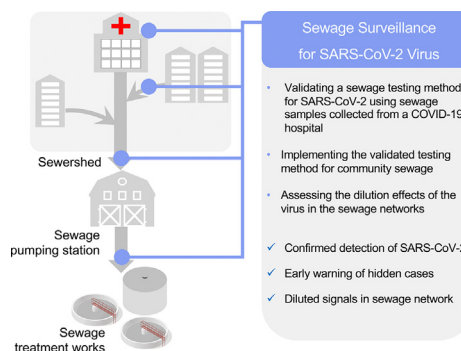 Sewage Surveillance
for SARS-CoV-2 Virus
• Validating a sewage testing method
for SARS-CoV-2 using sewage
samples collected from a COVID-19
hospital
• Implementing the validated testing
method for community sewage
• Assessing the dilution effects of the
virus in the sewage networks
✓ Confirmed detection of SARS-CoV-2
✓ Early warning of hidden cases
✓ Diluted signals in sewage network
Sewershed
Sewage
pumping station
Sewage
treatment works